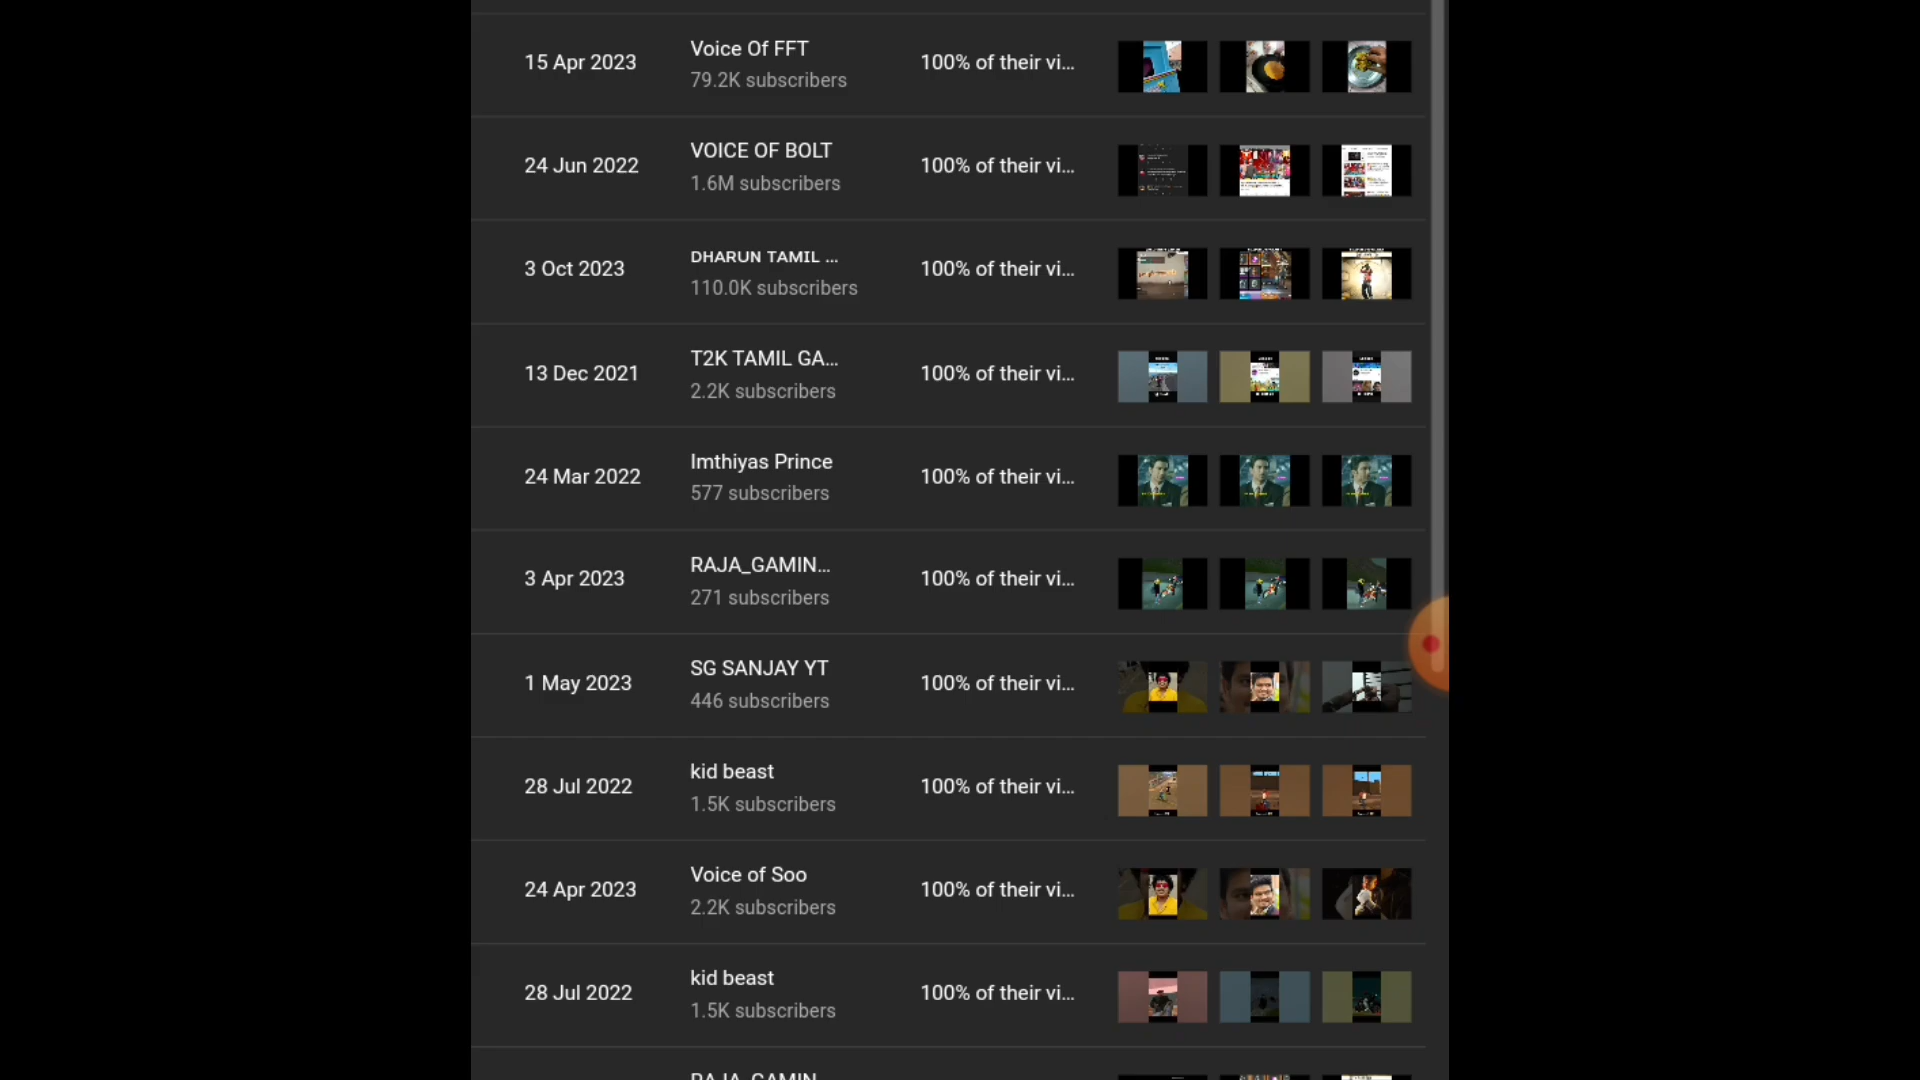 15 Apr 2023
Voice Of FFT
79.2K subscribers
100% of their vi...
24 Jun 2022
VOICE OF BOLT
1.6M subscribers
100% of their vi...
3 Oct 2023
DHARUN TAMIL ...
110.0K subscribers
100% of their vi...
13 Dec 2021
T2K TAMIL GA...
2.2K subscribers
100% of their vi...
24 Mar 2022
Imthiyas Prince
577 subscribers
100% of their vi...
3 Apr 2023
RAJA_GAMIN...
271 subscribers
100% of their vi...
1 May 2023
SG SANJAY YT
446 subscribers
100% of their vi...
28 Jul 2022
kid beast
1.5K subscribers
100% of their vi...
24 Apr 2023
Voice of Soo
2.2K subscribers
100% of their vi...
28 Jul 2022
kid beast
1.5K subscribers
100% of their vi...